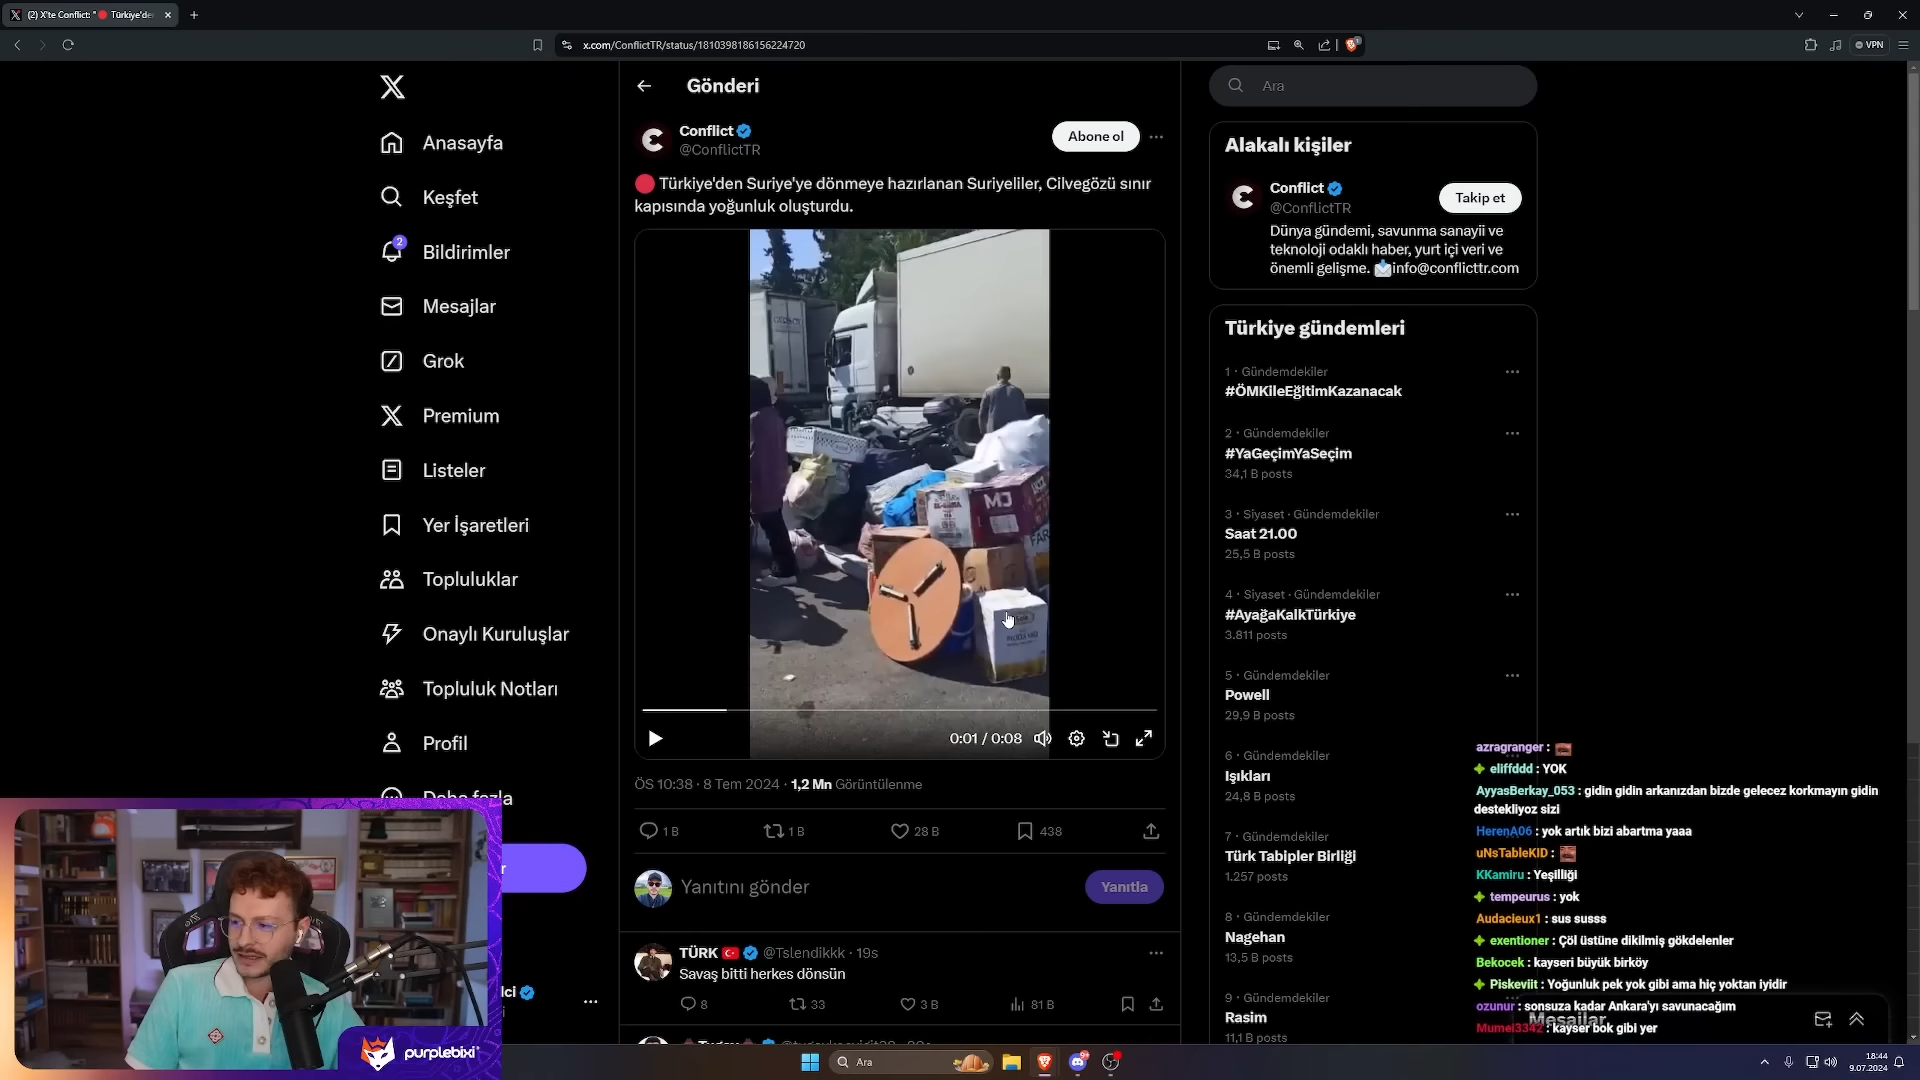 (2) X'te Conflict: "🔴 Türkiye'de
x.com/ConflictTR/status/1810398186156224720
VPN
Anasayfa
Keşfet
2
Bildirimler
Mesajlar
Grok
Premium
Listeler
Yer İşaretleri
Topluluklar
Onaylı Kuruluşlar
Topluluk Notları
Profil
Daha fazla
Gönderi
Conflict
@ConflictTR
Abone ol
🔴 Türkiye'den Suriye'ye dönmeye hazırlanan Suriyeliler, Cilvegözü sınır
kapısında yoğunluk oluşturdu.
MJ
0:01 / 0:08
ÖS 10:38 · 8 Tem 2024 · 1,2 Mn Görüntülenme
1 B
1 B
28 B
438
Yanıtını gönder
Yanıtla
TÜRK 🇹🇷 @Tslendikkk · 19s
Savaş bitti herkes dönsün
8
33
3 B
81 B
Ara
Alakalı kişiler
Conflict
@ConflictTR
Takip et
Dünya gündemi, savunma sanayii ve
teknoloji odaklı haber, yurt içi veri ve
önemli gelişme. 📩info@conflicttr.com
Türkiye gündemleri
1 · Gündemdekiler
#ÖMKileEğitimKazanacak
2 · Gündemdekiler
#YaGeçimYaSeçim
34,1 B posts
3 · Siyaset · Gündemdekiler
Saat 21.00
25,5 B posts
4 · Siyaset · Gündemdekiler
#AyağaKalkTürkiye
3.811 posts
5 · Gündemdekiler
Powell
29,9 B posts
6 · Gündemdekiler
Işıkları
24,8 B posts
7 · Gündemdekiler
Türk Tabipler Birliği
1.257 posts
8 · Gündemdekiler
Nagehan
13,5 B posts
9 · Gündemdekiler
Rasim
11,1 B posts
azragranger :
eliffddd : YOK
AyyasBerkay_053 : gidin gidin arkanızdan bizde gelecez korkmayın gidin
destekliyoz sizi
HerenA06 : yok artık bizi abartma yaaa
uNsTableKID :
KKamiru : Yeşilliği
tempeurus : yok
Audacieux1 : sus susss
exentioner : Çöl üstüne dikilmiş gökdelenler
Bekocek : kayseri büyük birköy
Piskeviit : Yoğunluk pek yok gibi ama hiç yoktan iyidir
ozunur : sonsuza kadar Ankara'yı savunacağım
Mumei3342 : kayser bok gibi yer
Mesajlar
purplebixi
Ara
18:44
9.07.2024